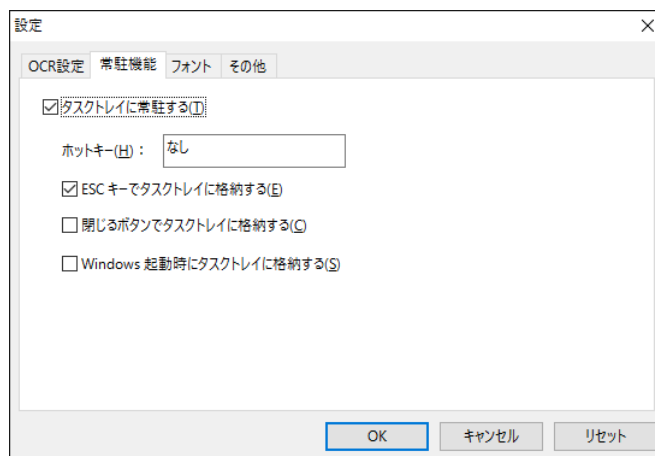 設定
OCR設定 常駐機能 フォント その他
タスクトレイに常駐する(T)
ホットキー(H)： なし
ESC キーでタスクトレイに格納する(E)
閉じるボタンでタスクトレイに格納する(C)
Windows 起動時にタスクトレイに格納する(S)
OK キャンセル リセット